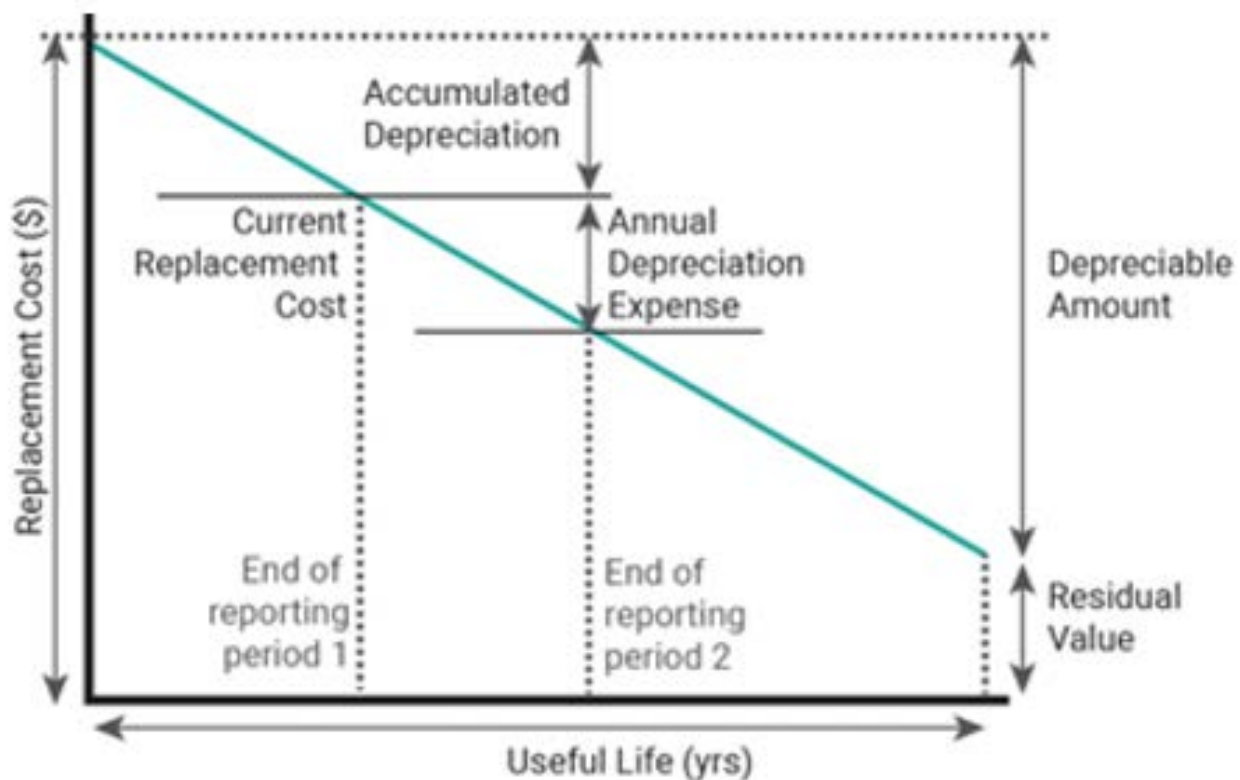 Replacement Cost ($)
Accumulated
Depreciation
Current
Replacement
Cost
Annual
Depreciation
Expense
Depreciable
Amount
End of
reporting
period 1
End of
reporting
period 2
Residual
Value
Useful Life (yrs)